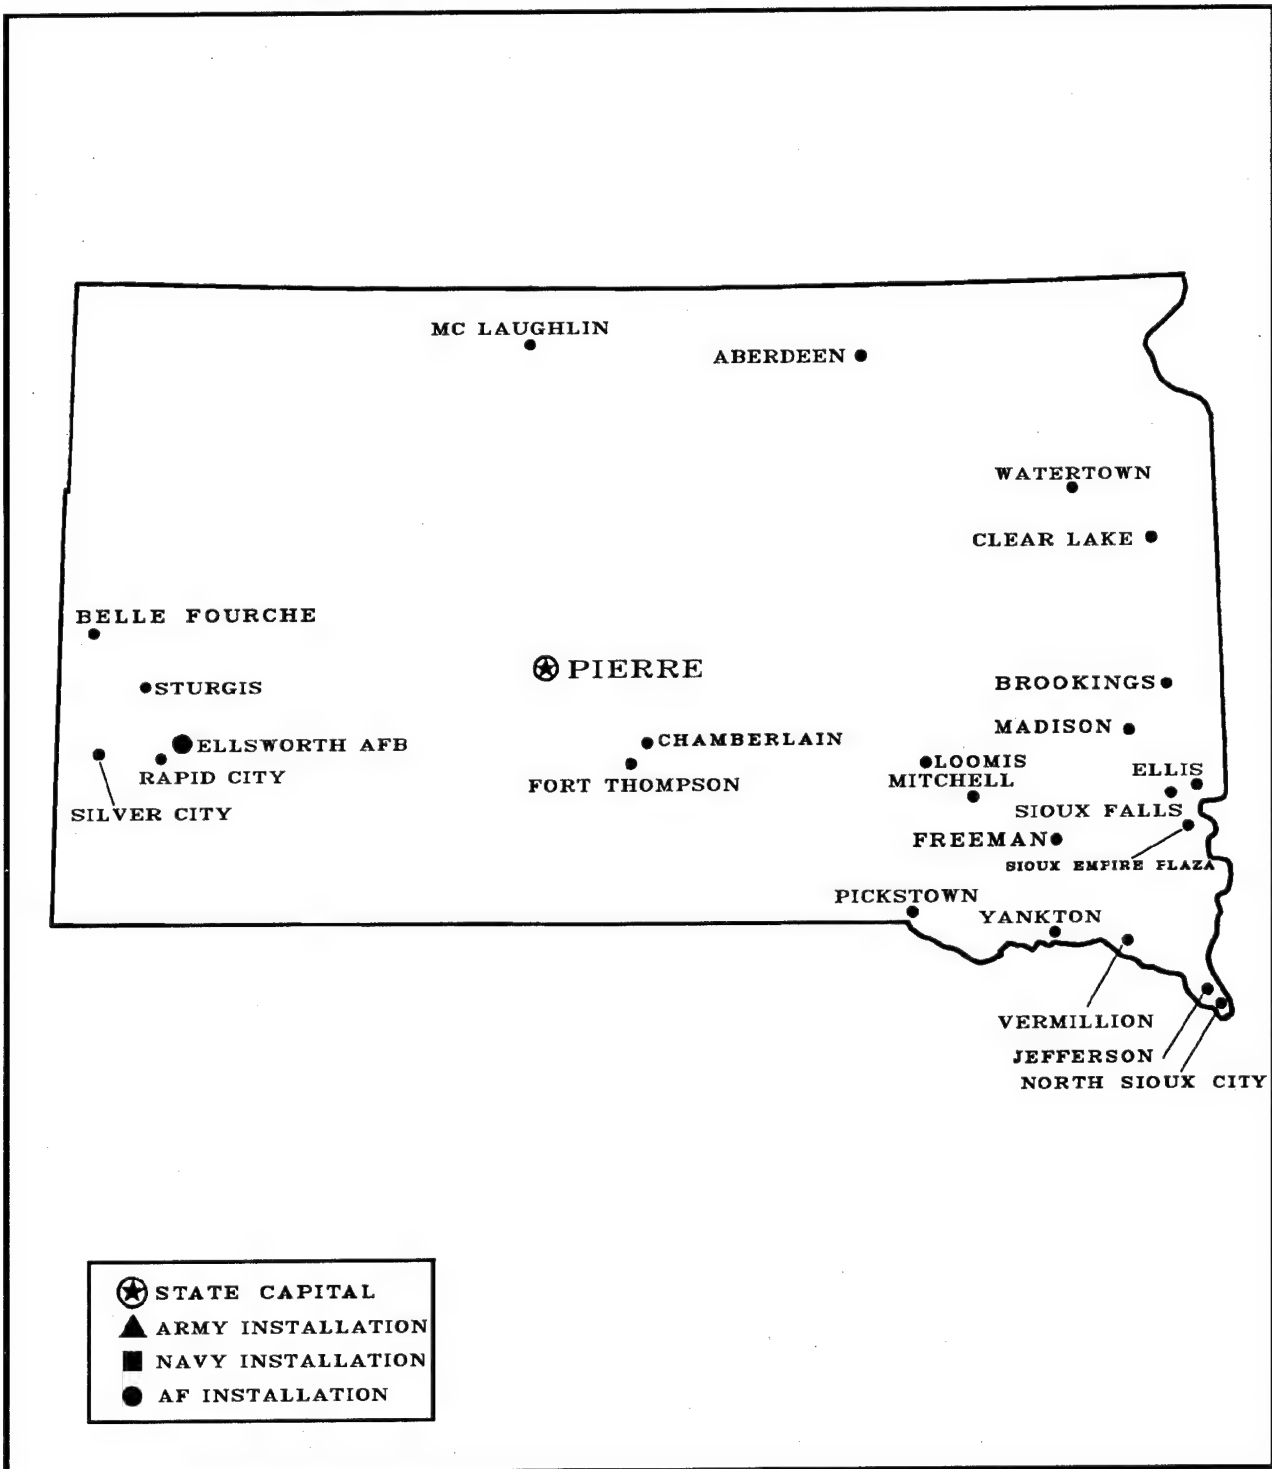 MC LAUGHLIN
ABERDEEN
WATERTOWN
CLEAR LAKE
BELLE FOURCHE
PIERRE
STURGIS
BROOKINGS
MADISON
CHAMBERLAIN
ELLSWORTH AFB
LOOMIS
ELLIS
RAPID CITY
FORT THOMPSON
MITCHELL
SILVER CITY
SIOUX FALLS
FREEMAN
SIOUX EMPIRE PLAZA
PICKSTOWN
YANKTON
VERMILLION
JEFFERSON
NORTH SIOUX CITY
STATE CAPITAL
ARMY INSTALLATION
NAVY INSTALLATION
AF INSTALLATION